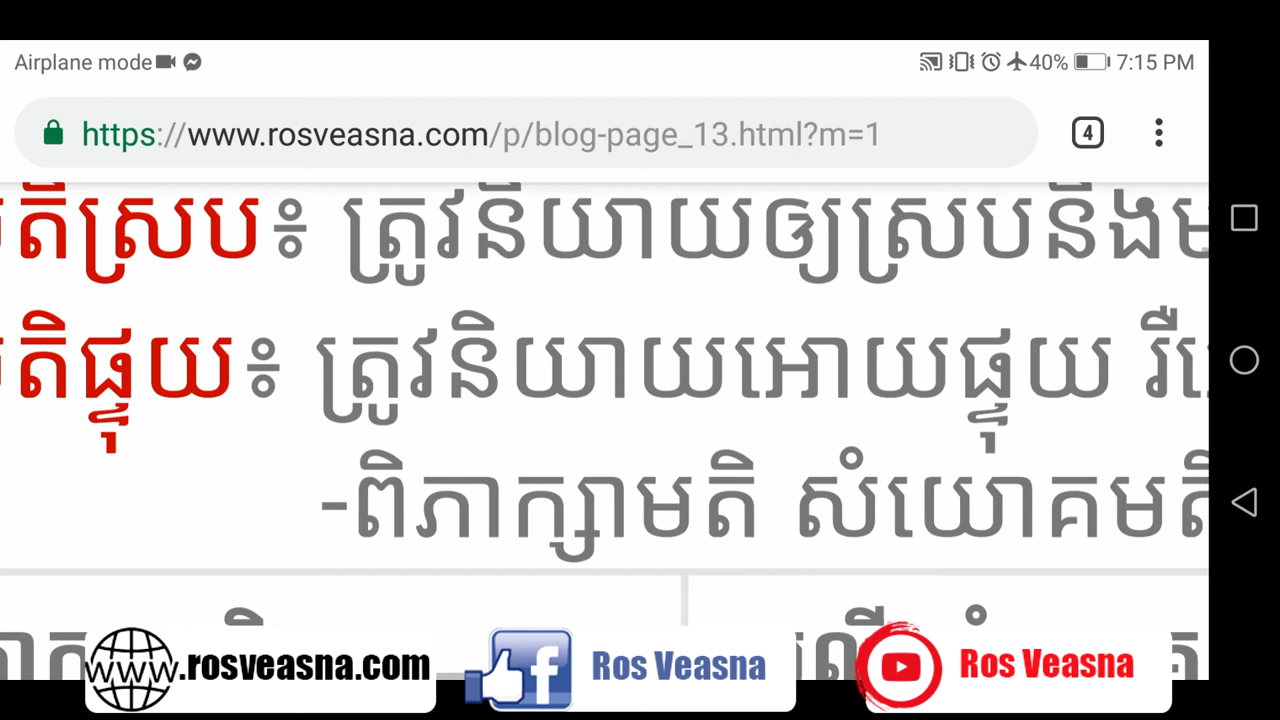 Airplane mode 40% 7:15 PM
https://www.rosveasna.com/p/blog-page_13.html?m=1 4
តិស្រប៖ ត្រូវនិយាយឲ្យស្របនឹង
តិផ្ទុយ៖ ត្រូវនិយាយអោយផ្ទុយ រឺ
-ពិភាក្សាមតិ សំយោគមតិ
www.rosveasna.com Ros Veasna Ros Veasna